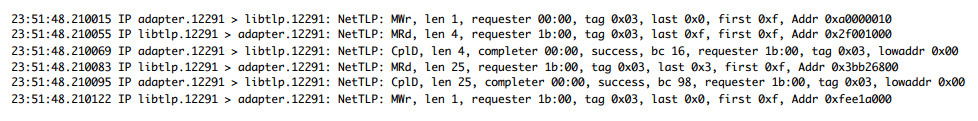 23:51:48.210015 IP adapter.12291 > libtlp.12291: NetTLP: MWr, len 1, requester 00:00, tag 0x03, last 0x0, first 0xf, Addr 0xa0000010
23:51:48.210055 IP libtlp.12291 > adapter.12291: NetTLP: MRd, len 4, requester 1b:00, tag 0x03, last 0xf, first 0xf, Addr 0x2f001000
23:51:48.210069 IP adapter.12291 > libtlp.12291: NetTLP: CplD, len 4, completer 00:00, success, bc 16, requester 1b:00, tag 0x03, lowaddr 0x00
23:51:48.210083 IP libtlp.12291 > adapter.12291: NetTLP: MRd, len 25, requester 1b:00, tag 0x03, last 0x3, first 0xf, Addr 0x3bb26800
23:51:48.210095 IP adapter.12291 > libtlp.12291: NetTLP: CplD, len 25, completer 00:00, success, bc 98, requester 1b:00, tag 0x03, lowaddr 0x00
23:51:48.210122 IP libtlp.12291 > adapter.12291: NetTLP: MWr, len 1, requester 1b:00, tag 0x03, last 0x0, first 0xf, Addr 0xfee1a000